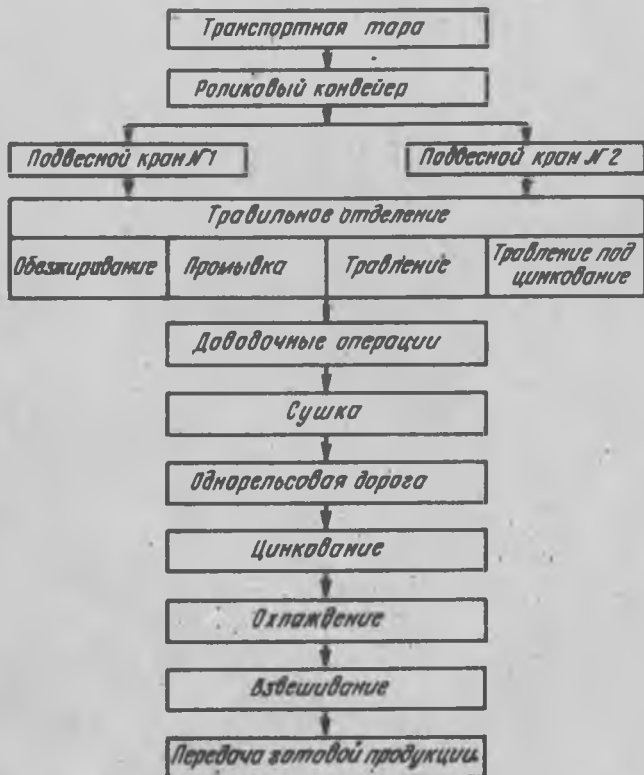 Транспортная тара
Роликовый конвейер
Подвесной кран №1
Подвесной кран №2
Травильное отделение
Обезжиривание
Промывка
Травление
Травление под
цинкование
Доводочные операции
Сушка
Однорельсовая дорога
Цинкование
Охлаждение
Взвешивание
Передача готовой продукции